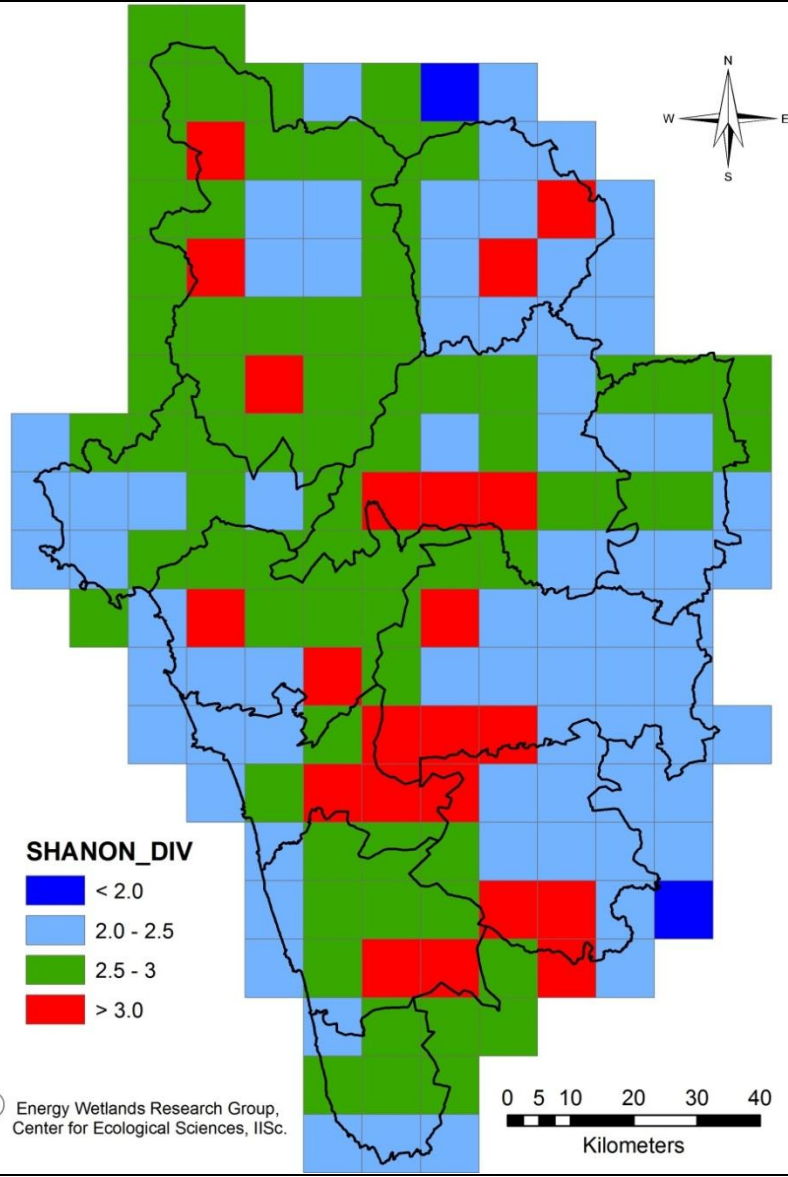 N
W E
S
SHANON_DIV
< 2.0
2.0 - 2.5
2.5 - 3
> 3.0
Energy Wetlands Research Group,
Center for Ecological Sciences, IISc.
0 5 10 20 30 40
Kilometers